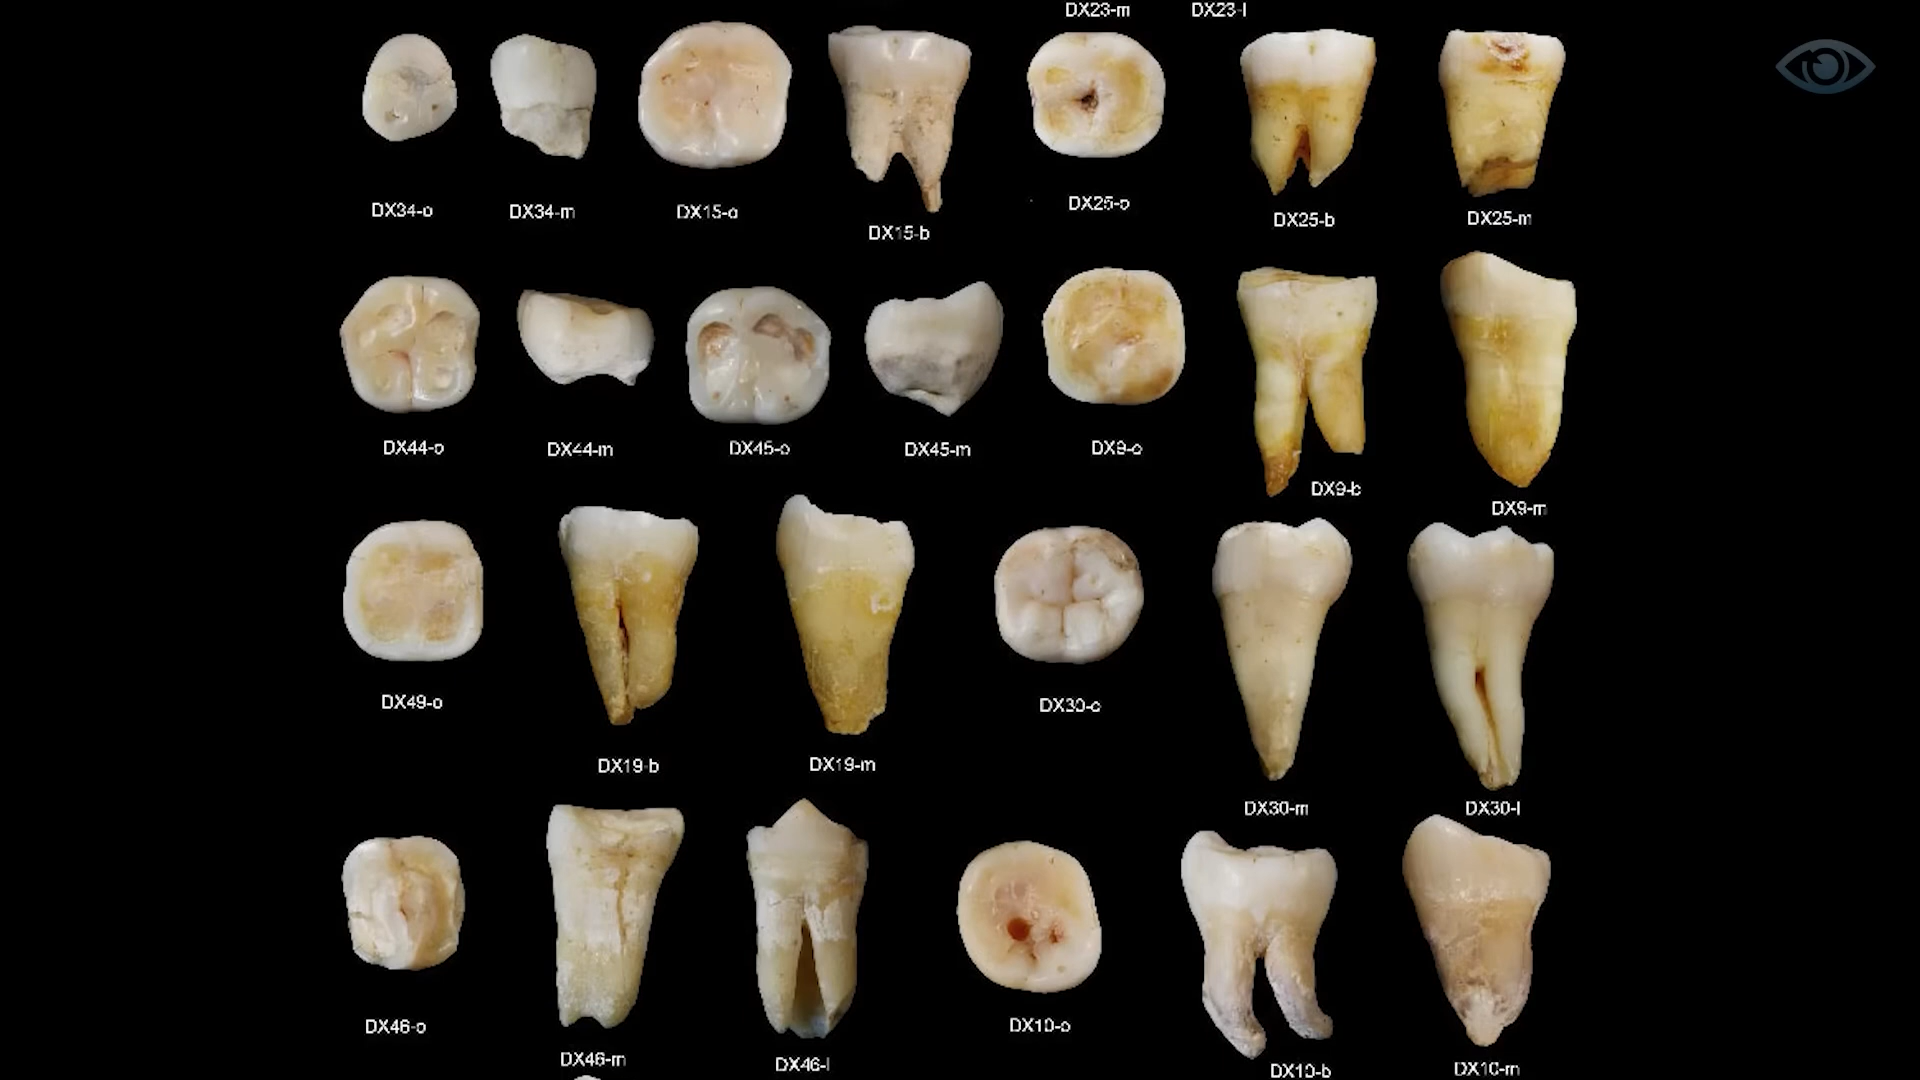 DX23-m DX23-l
DX34-o DX34-m DX15-o DX15-b DX25-o DX25-b DX25-m
DX44-o DX44-m DX45-o DX45-m DX9-o DX9-b DX9-m
DX49-o DX19-b DX19-m DX30-o DX30-m DX30-l
DX46-o DX46-m DX46-l DX10-o DX10-b DX10-m